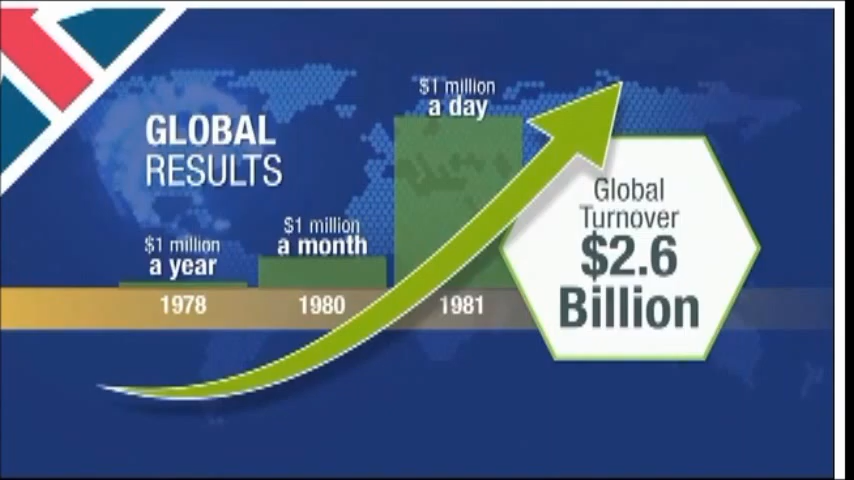 GLOBAL
RESULTS
$1 million
a year
1978
$1 million
a month
1980
$1 million
a day
1981
Global
Turnover
$2.6
Billion